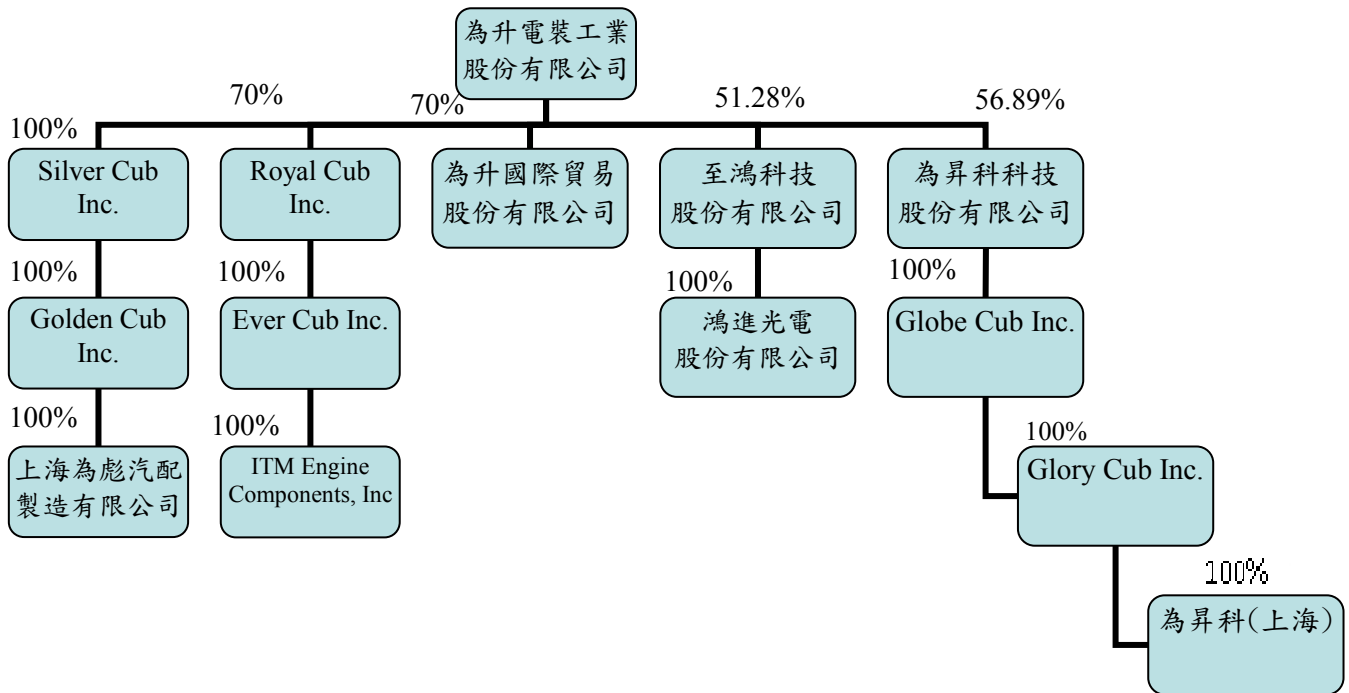 為升電裝工業
股份有限公司
70%
70%
51.28%
56.89%
100%
Silver Cub
Inc.
Royal Cub
Inc.
為升國際貿易
股份有限公司
至鴻科技
股份有限公司
為昇科科技
股份有限公司
100%
100%
100%
100%
Golden Cub
Inc.
Ever Cub Inc.
鴻進光電
股份有限公司
Globe Cub Inc.
100%
100%
100%
上海為彪汽配
製造有限公司
ITM Engine
Components, Inc
Glory Cub Inc.
100%
為昇科(上海)